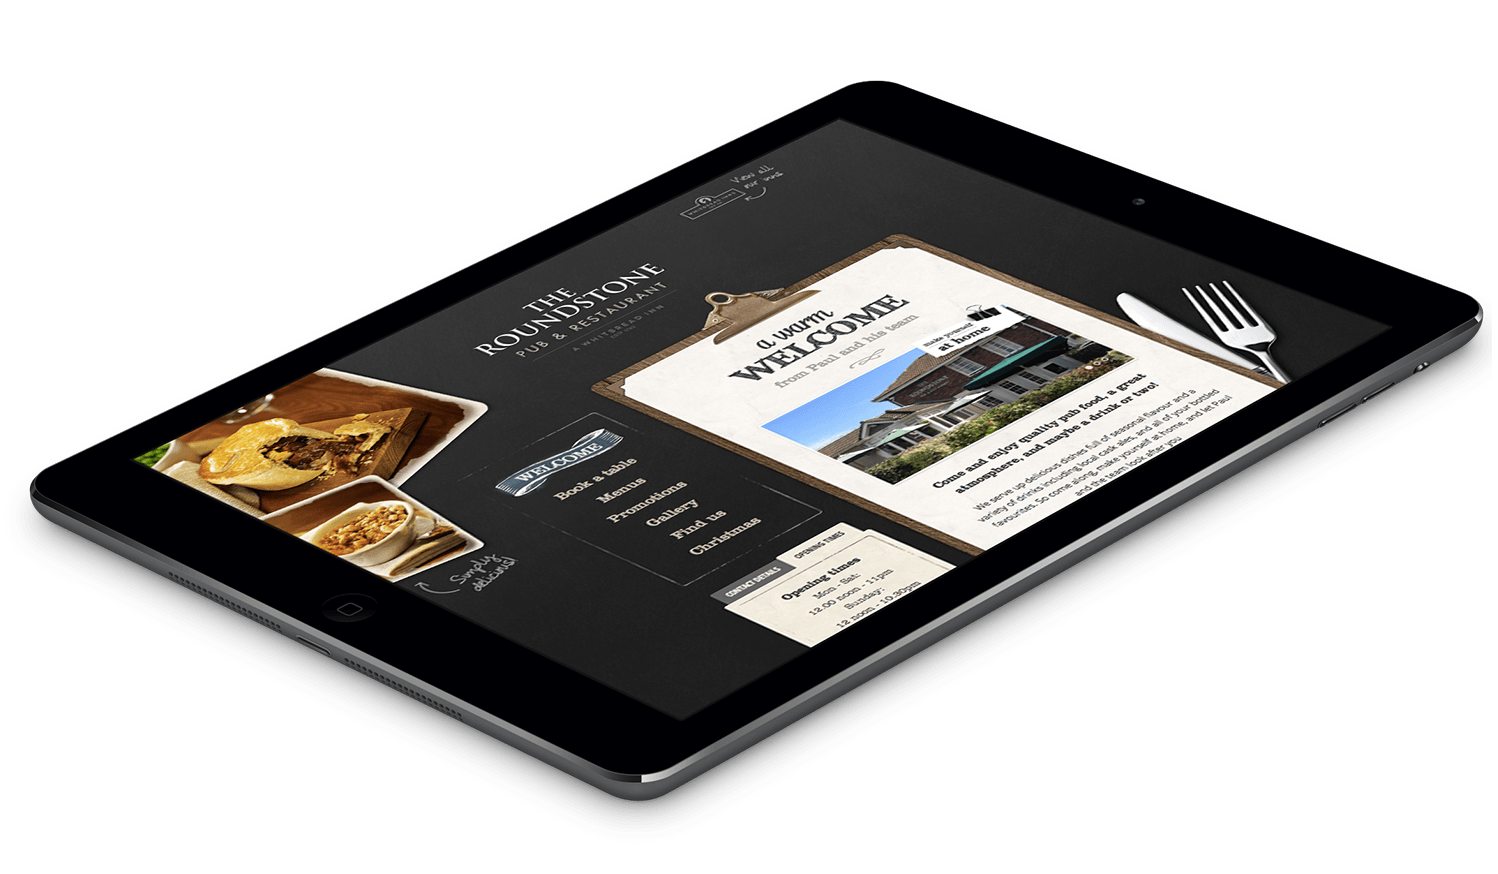 View all
our inns
WHITBREAD INNS
THE
ROUNDSTONE
PUB & RESTAURANT
A WHITBREAD INN
WELCOME
Book a table
Menus
Promotions
Gallery
Find us
Christmas
Simply
delicious!
a warm
WELCOME
from Paul and his team
make yourself
at home
Come and enjoy quality pub food, a great
atmosphere, and maybe a drink or two!
We serve up delicious dishes full of seasonal flavour and a
variety of drinks including local cask ales, and all of your bottled
favourites. So come along, make yourself at home, and let Paul
and the team look after you
CONTACT DETAILS
OPENING TIMES
Opening times
Mon - Sat:
12.00 noon - 11pm
Sunday:
12 noon - 10.30pm